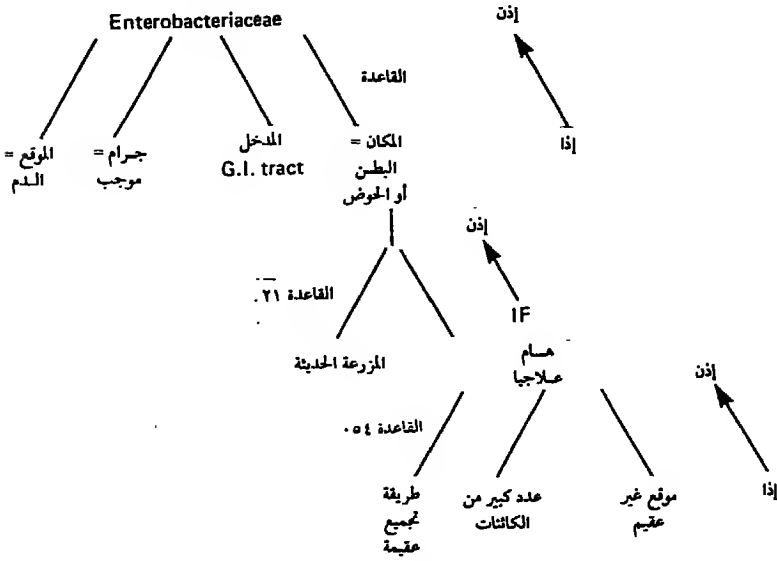 Enterobacteriaceae
إذن
القاعدة
إذا
المكان =
البطن
أو الحوض
المدخل
G.I. tract
جرام =
موجب
الموقع =
الدم
إذن
القاعدة ٢١.
IF
هام
علاجيا
المزرعة الحديثة
إذن
القاعدة ٠٥٤
إذا
موقع غير
عقيم
عدد كبير من
الكائنات
طريقة
تجميع
عقيمة